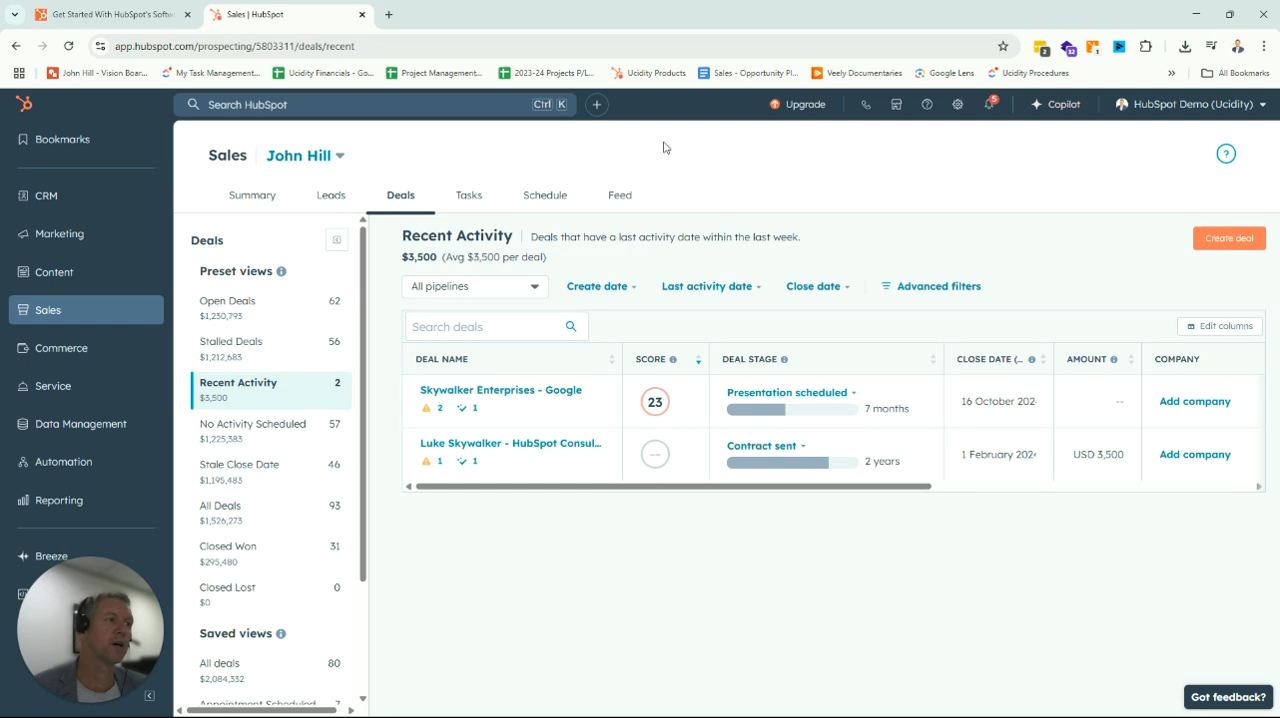 Get Started With HubSpot's Softw
Sales | HubSpot
app.hubspot.com/prospecting/5803311/deals/recent
John Hill - Vision Boar...
My Task Management...
Ucidity Financials - Go...
Project Management...
2023-24 Projects P/L...
Ucidity Products
Sales - Opportunity Pl...
Veely Documentaries
Google Lens
Ucidity Procedures
All Bookmarks
Search HubSpot
Ctrl K
Upgrade
5
Copilot
HubSpot Demo (Ucidity)
Bookmarks
CRM
Marketing
Content
Sales
Commerce
Service
Data Management
Automation
Reporting
Breeze
Sales John Hill
Summary Leads Deals Tasks Schedule Feed
Deals
Preset views
Open Deals 62
$1,230,793
Stalled Deals 56
$1,212,683
Recent Activity 2
$3,500
No Activity Scheduled 57
$1,225,383
Stale Close Date 46
$1,195,483
All Deals 93
$1,526,273
Closed Won 31
$295,480
Closed Lost 0
$0
Saved views
All deals 80
$2,084,332
Appointment Scheduled 7
Recent Activity Deals that have a last activity date within the last week.
$3,500 (Avg $3,500 per deal)
Create deal
All pipelines
Create date
Last activity date
Close date
Advanced filters
Search deals
Edit columns
DEAL NAME SCORE DEAL STAGE CLOSE DATE (... AMOUNT COMPANY
Skywalker Enterprises - Google
2 1
23
Presentation scheduled
7 months
16 October 202
--
Add company
Luke Skywalker - HubSpot Consul...
1 1
--
Contract sent
2 years
1 February 202
USD 3,500
Add company
Got feedback?